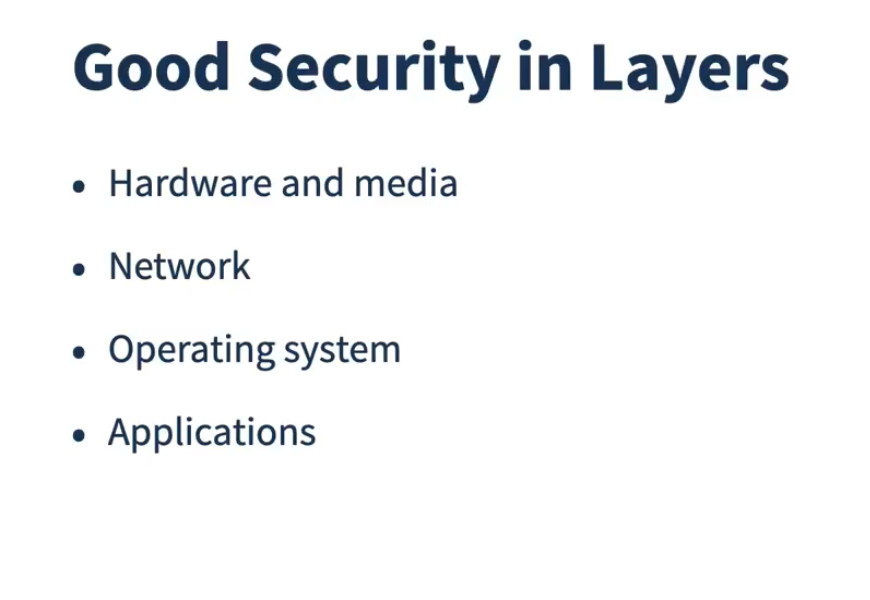 Good Security in Layers
• Hardware and media
• Network
• Operating system
• Applications